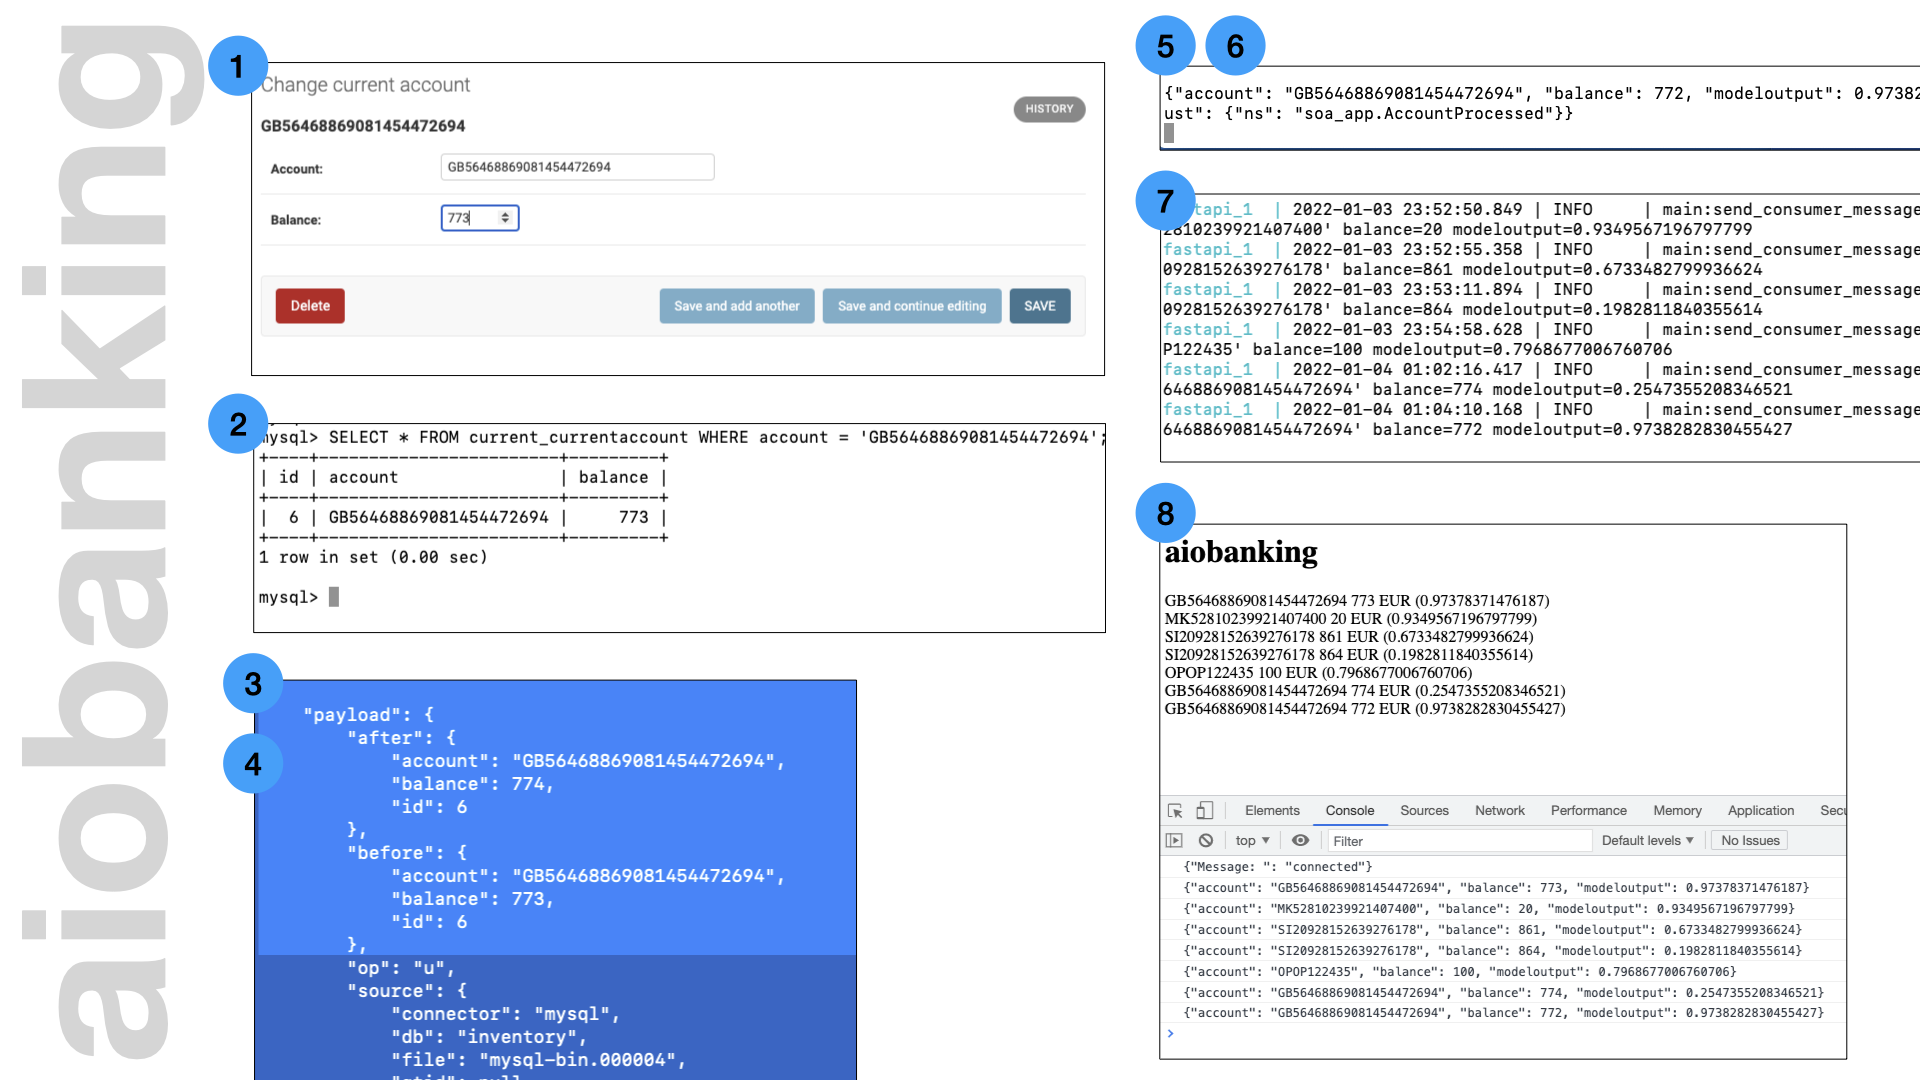 aiobanking
1
Change current account
HISTORY
GB56468869081454472694
Account:
GB56468869081454472694
Balance:
773
Delete
Save and add another
Save and continue editing
SAVE
2
mysql> SELECT * FROM current_currentaccount WHERE account = 'GB56468869081454472694';
+----+------------------------+---------+
| id | account                | balance |
+----+------------------------+---------+
|  6 | GB56468869081454472694 |     773 |
+----+------------------------+---------+
1 row in set (0.00 sec)
mysql>
3
4
"payload": {
"after": {
"account": "GB56468869081454472694",
"balance": 774,
"id": 6
},
"before": {
"account": "GB56468869081454472694",
"balance": 773,
"id": 6
},
"op": "u",
"source": {
"connector": "mysql",
"db": "inventory",
"file": "mysql-bin.000004",
5
6
{"account": "GB56468869081454472694", "balance": 772, "modeloutput": 0.97382
ust": {"ns": "soa_app.AccountProcessed"}}
7
tapi_1  | 2022-01-03 23:52:50.849 | INFO     | main:send_consumer_message
2810239921407400' balance=20 modeloutput=0.9349567196797799
fastapi_1  | 2022-01-03 23:52:55.358 | INFO     | main:send_consumer_message
0928152639276178' balance=861 modeloutput=0.6733482799936624
fastapi_1  | 2022-01-03 23:53:11.894 | INFO     | main:send_consumer_message
0928152639276178' balance=864 modeloutput=0.1982811840355614
fastapi_1  | 2022-01-03 23:54:58.628 | INFO     | main:send_consumer_message
P122435' balance=100 modeloutput=0.7968677006760706
fastapi_1  | 2022-01-04 01:02:16.417 | INFO     | main:send_consumer_message
6468869081454472694' balance=774 modeloutput=0.2547355208346521
fastapi_1  | 2022-01-04 01:04:10.168 | INFO     | main:send_consumer_message
6468869081454472694' balance=772 modeloutput=0.9738282830455427
8
aiobanking
GB56468869081454472694 773 EUR (0.97378371476187)
MK52810239921407400 20 EUR (0.9349567196797799)
SI20928152639276178 861 EUR (0.6733482799936624)
SI20928152639276178 864 EUR (0.1982811840355614)
OPOP122435 100 EUR (0.7968677006760706)
GB56468869081454472694 774 EUR (0.2547355208346521)
GB56468869081454472694 772 EUR (0.9738282830455427)
Elements Console Sources Network Performance Memory Application Secu
top Filter Default levels No Issues
{"Message: ": "connected"}
{"account": "GB56468869081454472694", "balance": 773, "modeloutput": 0.97378371476187}
{"account": "MK52810239921407400", "balance": 20, "modeloutput": 0.9349567196797799}
{"account": "SI20928152639276178", "balance": 861, "modeloutput": 0.6733482799936624}
{"account": "SI20928152639276178", "balance": 864, "modeloutput": 0.1982811840355614}
{"account": "OPOP122435", "balance": 100, "modeloutput": 0.7968677006760706}
{"account": "GB56468869081454472694", "balance": 774, "modeloutput": 0.2547355208346521}
{"account": "GB56468869081454472694", "balance": 772, "modeloutput": 0.9738282830455427}
>